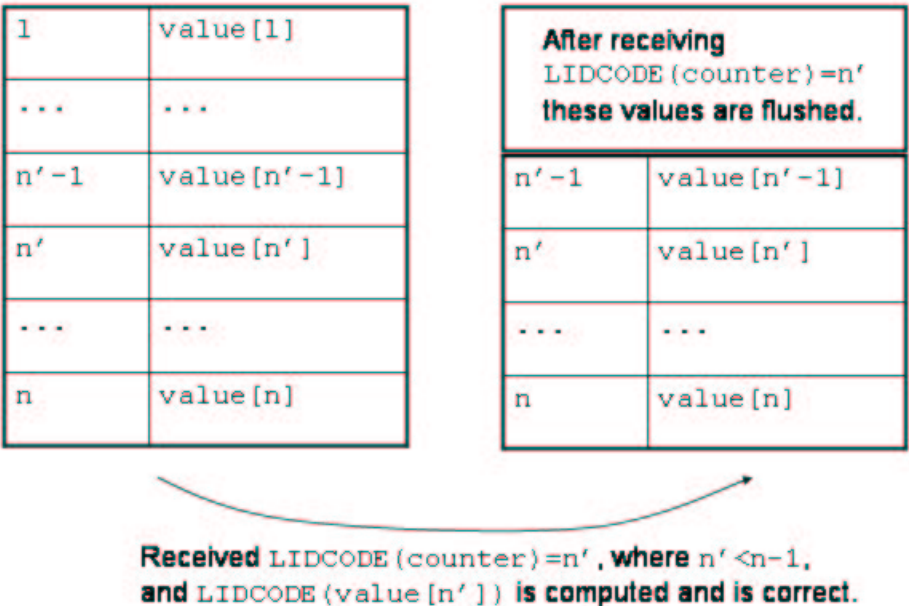 1 value[1]
... ...
n′-1 value[n′-1]
n′ value[n′]
... ...
n value[n]
After receiving
LIDCODE(counter)=n′
these values are flushed.
n′-1 value[n′-1]
n′ value[n′]
... ...
n value[n]
Received LIDCODE(counter)=n′, where n′<n-1,
and LIDCODE(value[n′]) is computed and is correct.